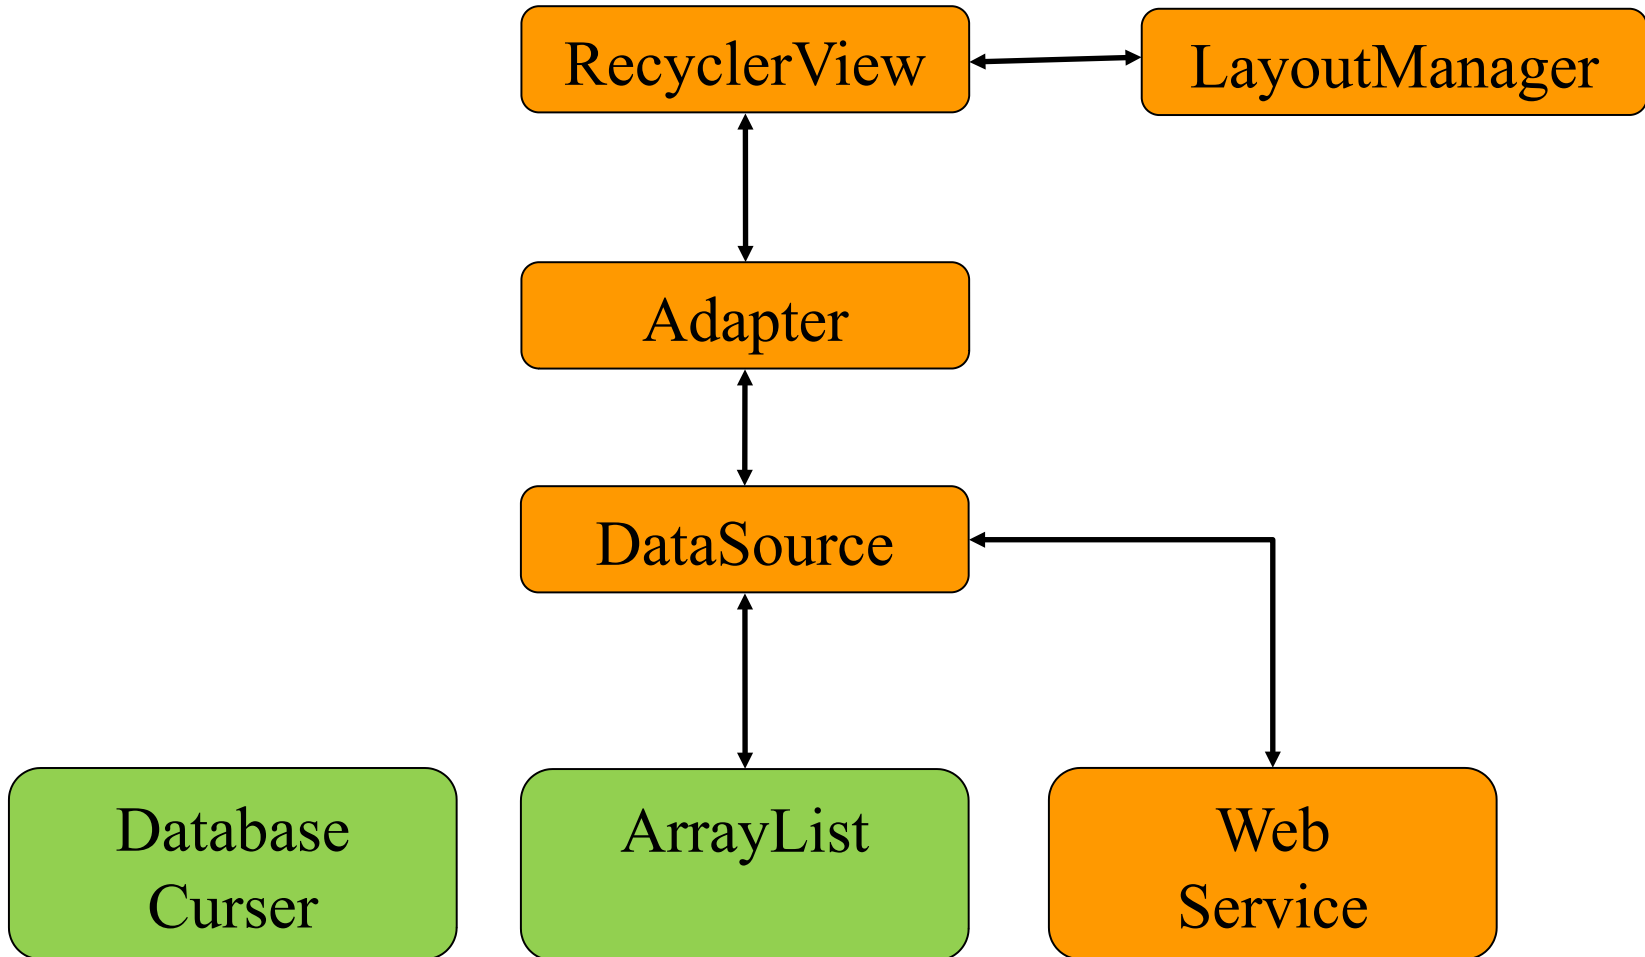 RecyclerView
LayoutManager
Adapter
DataSource
Database
Curser
ArrayList
Web
Service